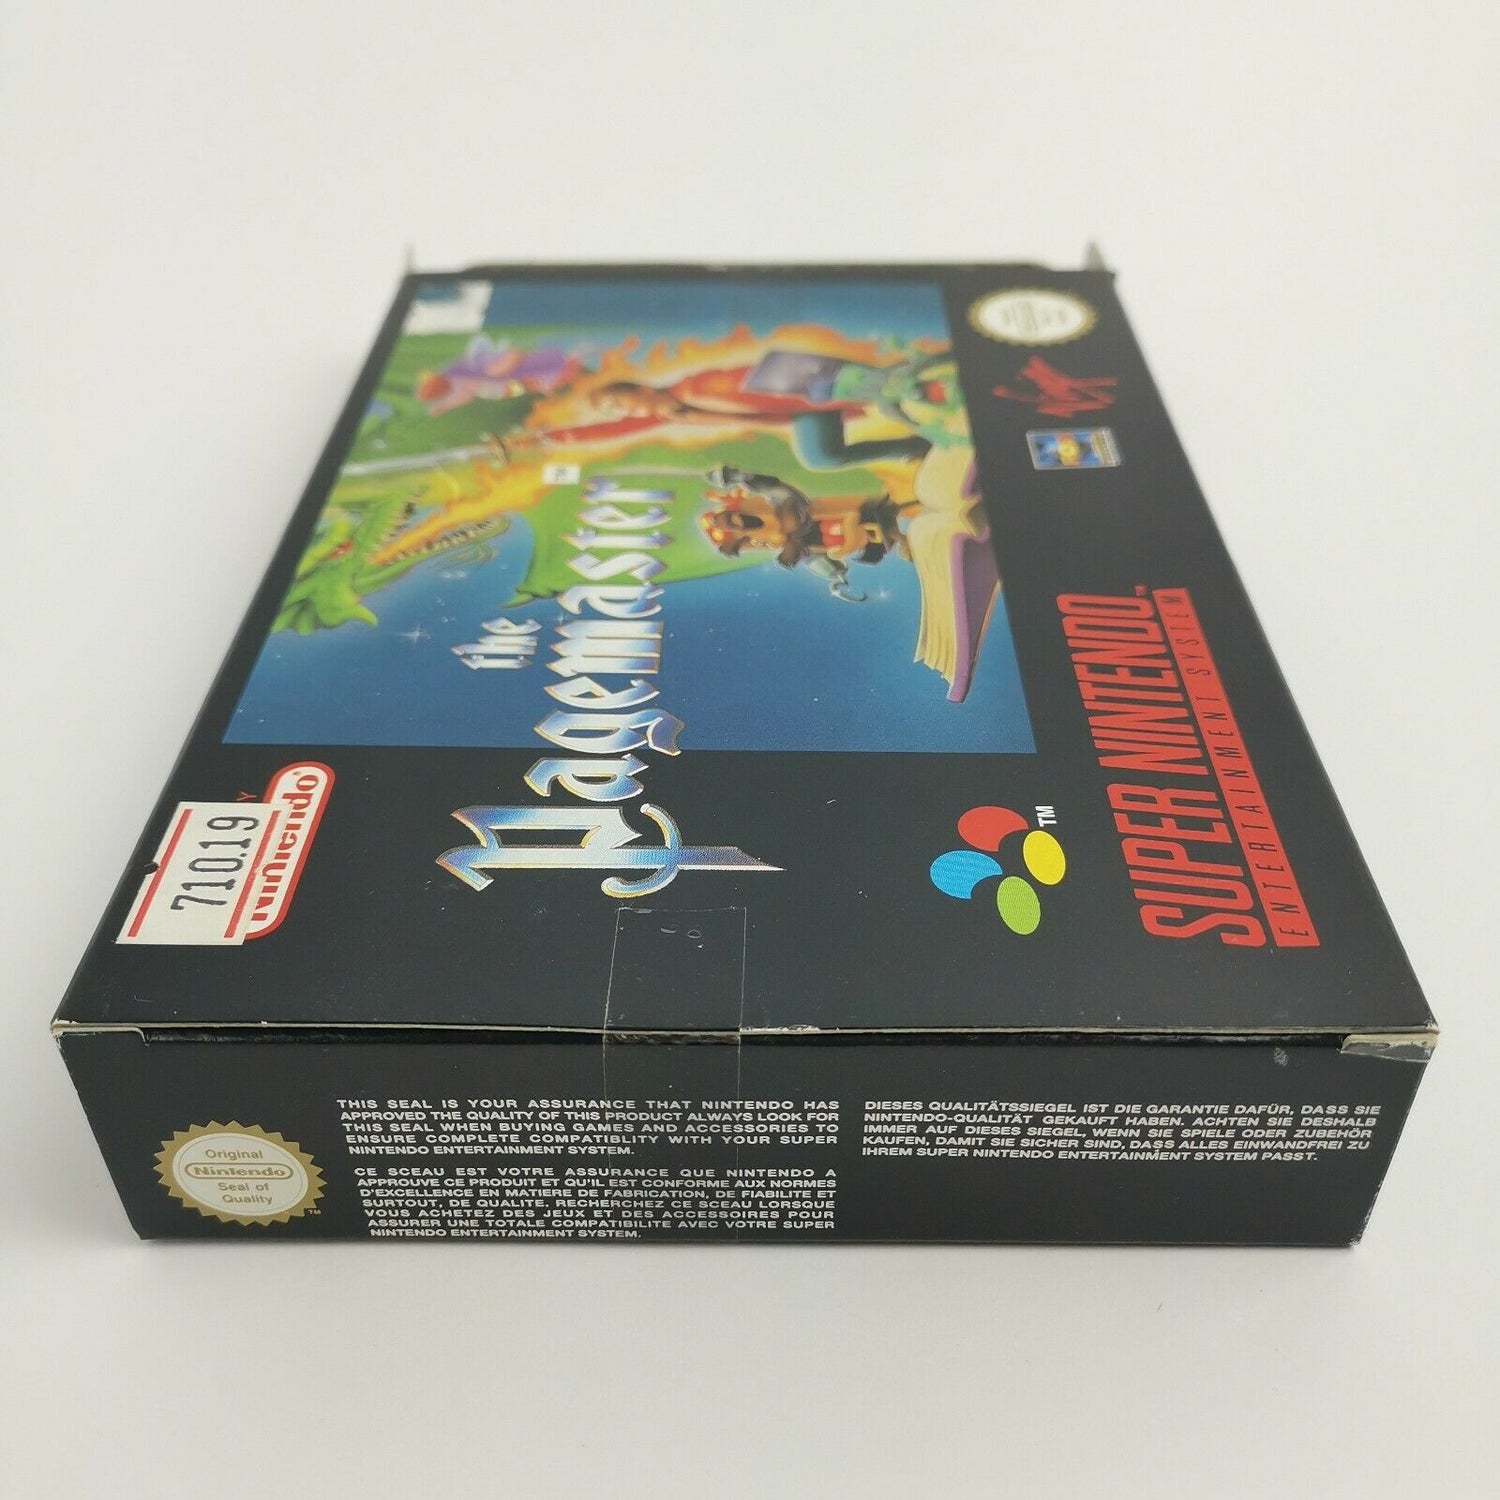 the
Pagemaster
TM
Virgin
SUPER NINTENDO
TM
ENTERTAINMENT SYSTEM
TM
Y
Nintendo®
71019
Original
Nintendo
Seal of
Quality
TM
THIS SEAL IS YOUR ASSURANCE THAT NINTENDO HAS
APPROVED THE QUALITY OF THIS PRODUCT ALWAYS LOOK FOR
THIS SEAL WHEN BUYING GAMES AND ACCESSORIES TO
ENSURE COMPLETE COMPATIBLITY WITH YOUR SUPER
NINTENDO ENTERTAINMENT SYSTEM.
CE SCEAU EST VOTRE ASSURANCE QUE NINTENDO A
APPROUVE CE PRODUIT ET QU'IL EST CONFORME AUX NORMES
D'EXCELLENCE EN MATIERE DE FABRICATION, DE FIABILITE ET
SURTOUT, DE QUALITE. RECHERCHEZ CE SCEAU LORSQUE
VOUS ACHETEZ DES JEUX ET DES ACCESSOIRES POUR
ASSURER UNE TOTALE COMPATIBILITE AVEC VOTRE SUPER
NINTENDO ENTERTAINMENT SYSTEM.
DIESES QUALITÄTSSIEGEL IST DIE GARANTIE DAFÜR, DASS SIE
NINTENDO-QUALITÄT GEKAUFT HABEN. ACHTEN SIE DESHALB
IMMER AUF DIESES SIEGEL, WENN SIE SPIELE ODER ZUBEHÖR
KAUFEN, DAMIT SIE SICHER SIND, DASS ALLES EINWANDFREI ZU
IHREM SUPER NINTENDO ENTERTAINMENT SYSTEM PASST.